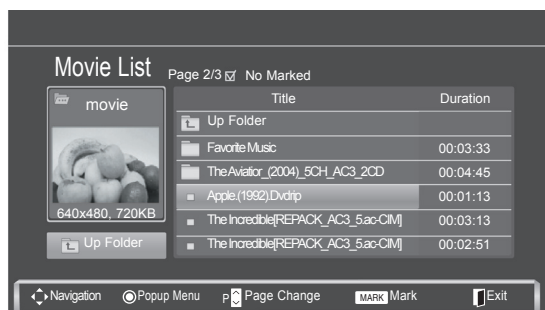 Movie List
Page 2/3 No Marked
movie
640x480, 720KB
Up Folder
Title Duration
Up Folder
Favorite Music 00:03:33
The Aviatior_(2004)_5CH_AC3_2CD 00:04:45
Apple.(1992).Dvdrip 00:01:13
The Incredible[REPACK_AC3_5.ac-CIM] 00:03:13
The Incredible[REPACK_AC3_5.ac-CIM] 00:02:51
Navigation Popup Menu P Page Change MARK Mark Exit